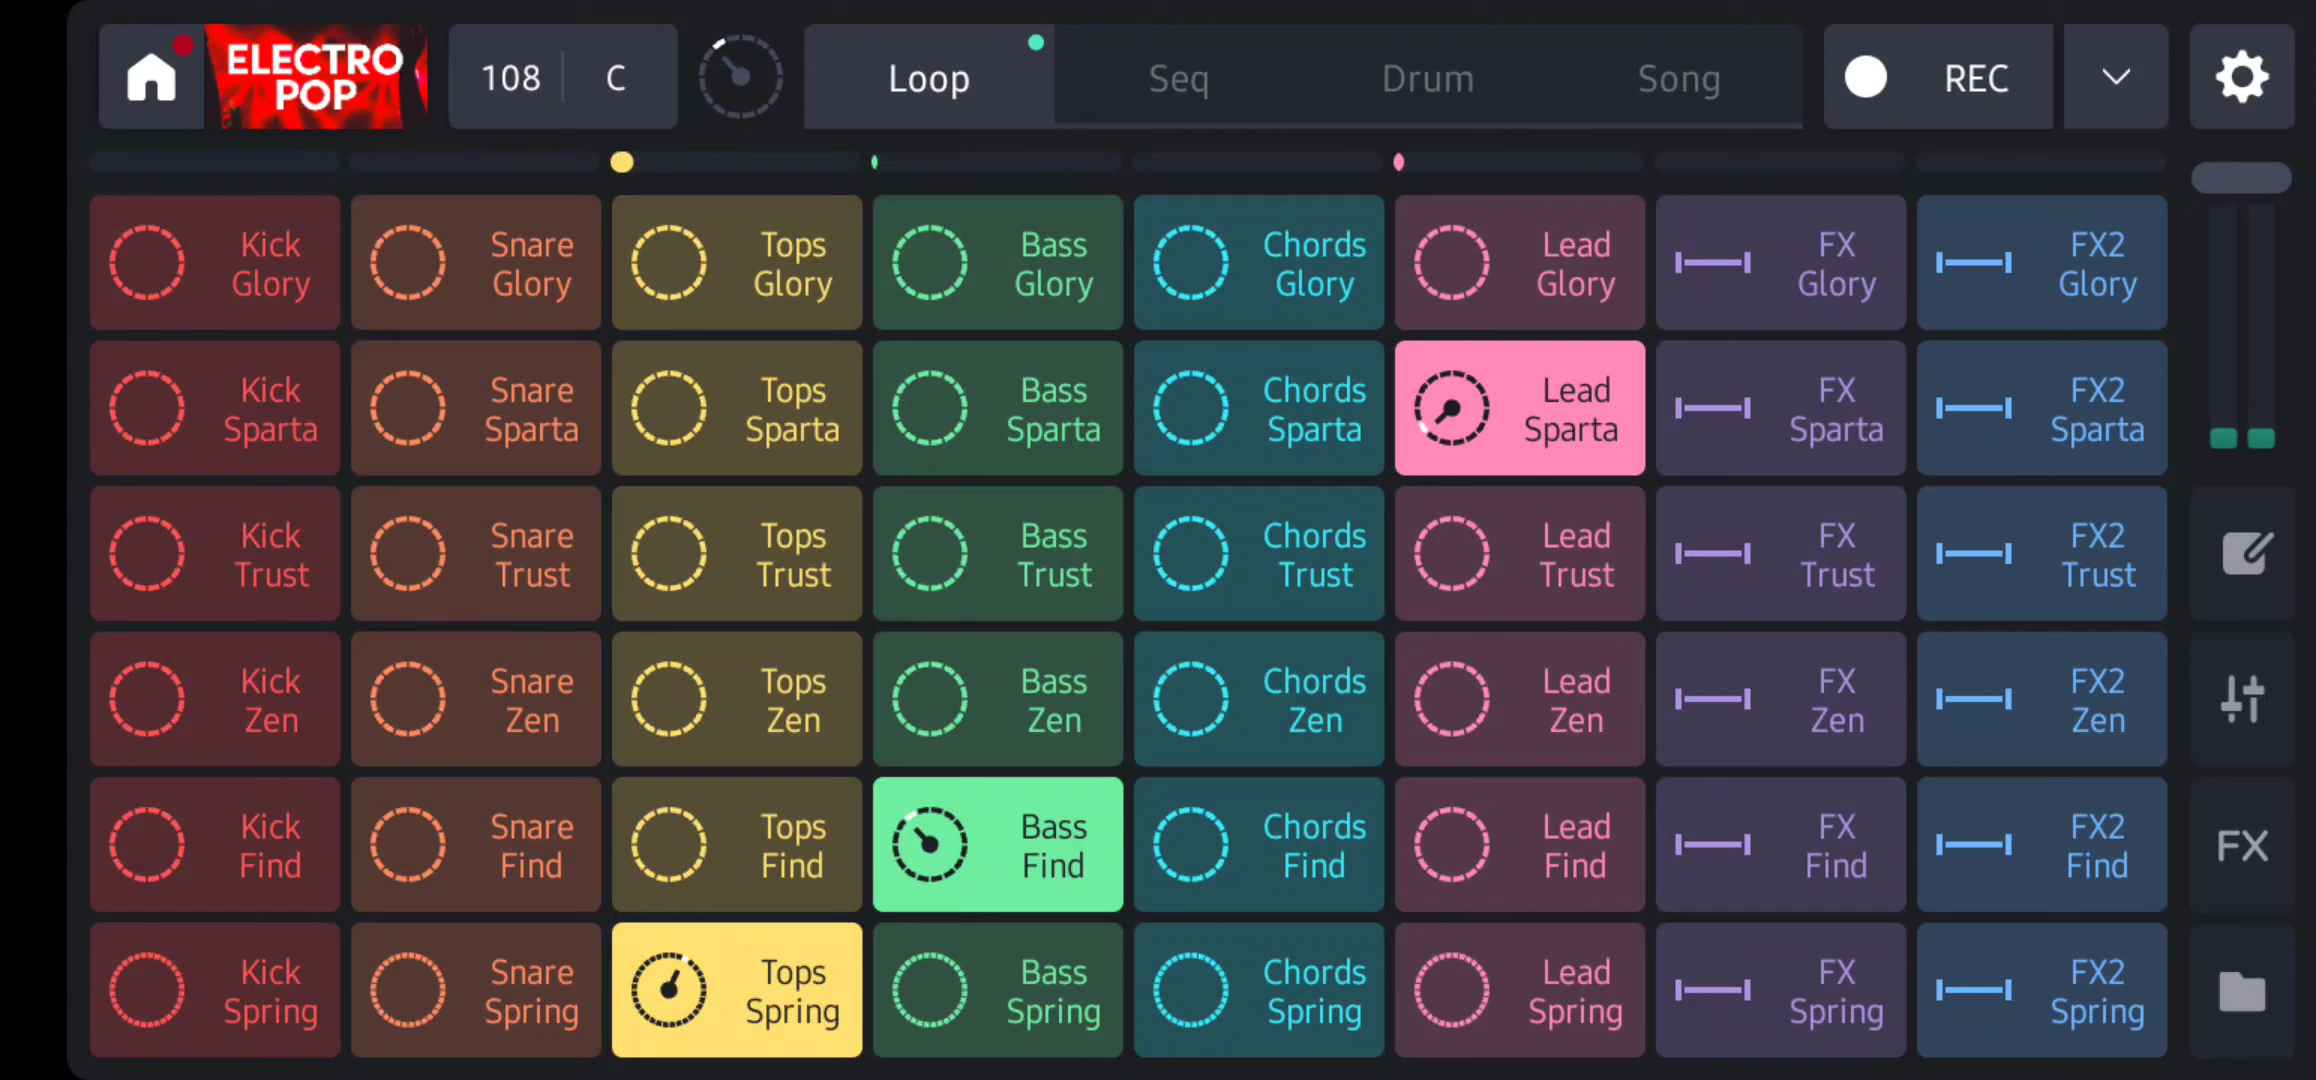 ELECTRO
POP
108 C
Loop
Seq
Drum
Song
REC
Kick
Glory
Snare
Glory
Tops
Glory
Bass
Glory
Chords
Glory
Lead
Glory
FX
Glory
FX2
Glory
Kick
Sparta
Snare
Sparta
Tops
Sparta
Bass
Sparta
Chords
Sparta
Lead
Sparta
FX
Sparta
FX2
Sparta
Kick
Trust
Snare
Trust
Tops
Trust
Bass
Trust
Chords
Trust
Lead
Trust
FX
Trust
FX2
Trust
Kick
Zen
Snare
Zen
Tops
Zen
Bass
Zen
Chords
Zen
Lead
Zen
FX
Zen
FX2
Zen
Kick
Find
Snare
Find
Tops
Find
Bass
Find
Chords
Find
Lead
Find
FX
Find
FX2
Find
FX
Kick
Spring
Snare
Spring
Tops
Spring
Bass
Spring
Chords
Spring
Lead
Spring
FX
Spring
FX2
Spring